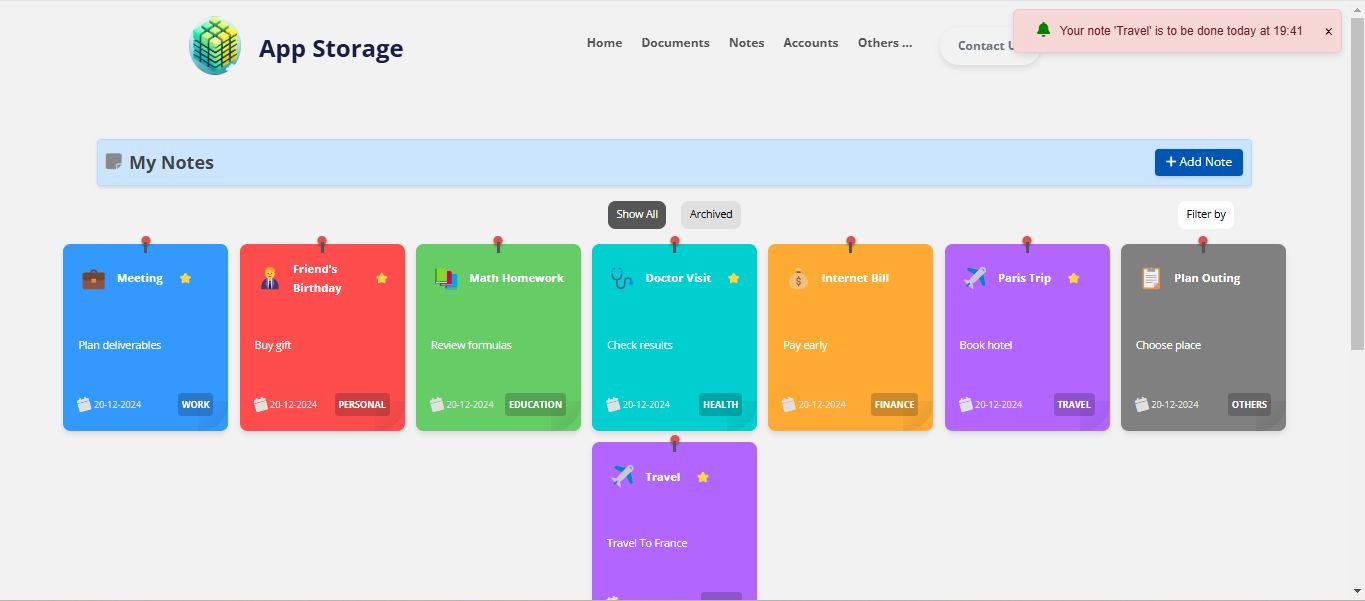 App Storage
Home
Documents
Notes
Accounts
Others ...
Contact
Your note 'Travel' is to be done today at 19:41
×
My Notes
+ Add Note
Show All
Archived
Filter by
Meeting
Plan deliverables
20-12-2024
WORK
Friend's
Birthday
Buy gift
20-12-2024
PERSONAL
Math Homework
Review formulas
20-12-2024
EDUCATION
Doctor Visit
Check results
20-12-2024
HEALTH
Internet Bill
Pay early
20-12-2024
FINANCE
Paris Trip
Book hotel
20-12-2024
TRAVEL
Plan Outing
Choose place
20-12-2024
OTHERS
Travel
Travel To France